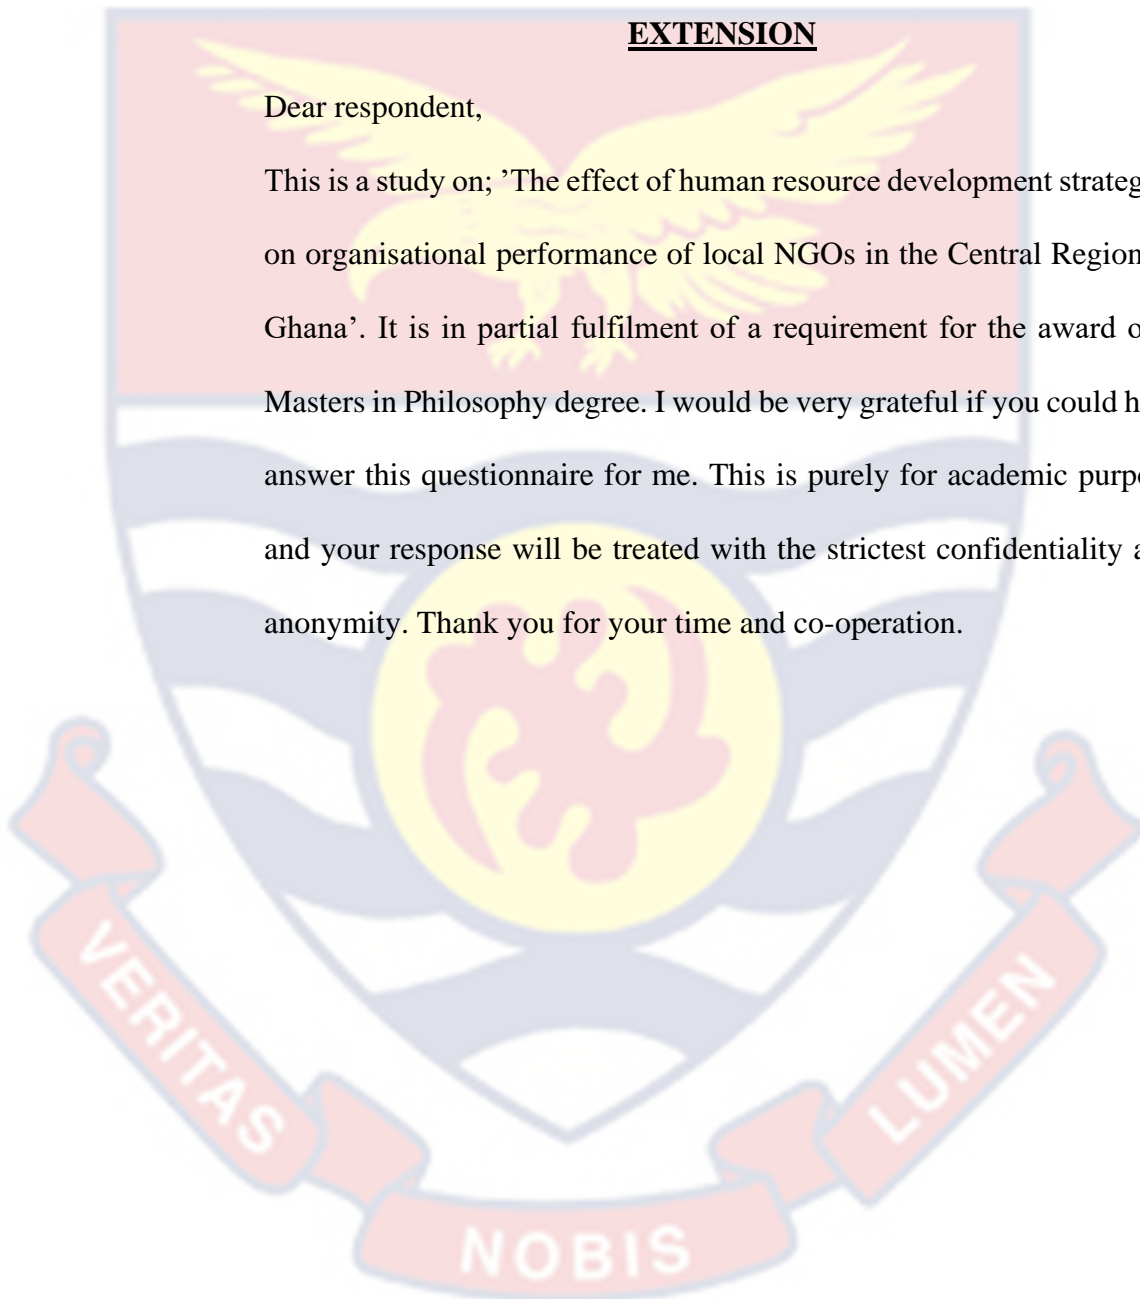 EXTENSION
Dear respondent,
This is a study on; ’The effect of human resource development strateg
on organisational performance of local NGOs in the Central Region
Ghana’. It is in partial fulfilment of a requirement for the award o
Masters in Philosophy degree. I would be very grateful if you could h
answer this questionnaire for me. This is purely for academic purp
and your response will be treated with the strictest confidentiality a
anonymity. Thank you for your time and co-operation.
VERITAS
NOBIS
LUMEN